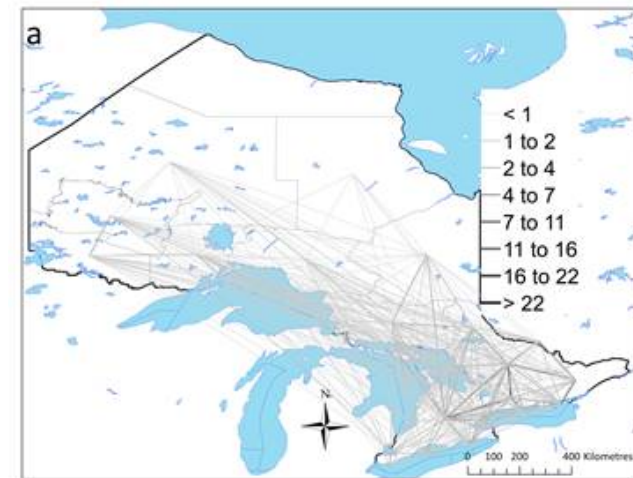 a
< 1
1 to 2
2 to 4
4 to 7
7 to 11
11 to 16
16 to 22
> 22
N
0 100 200 400 Kilometres